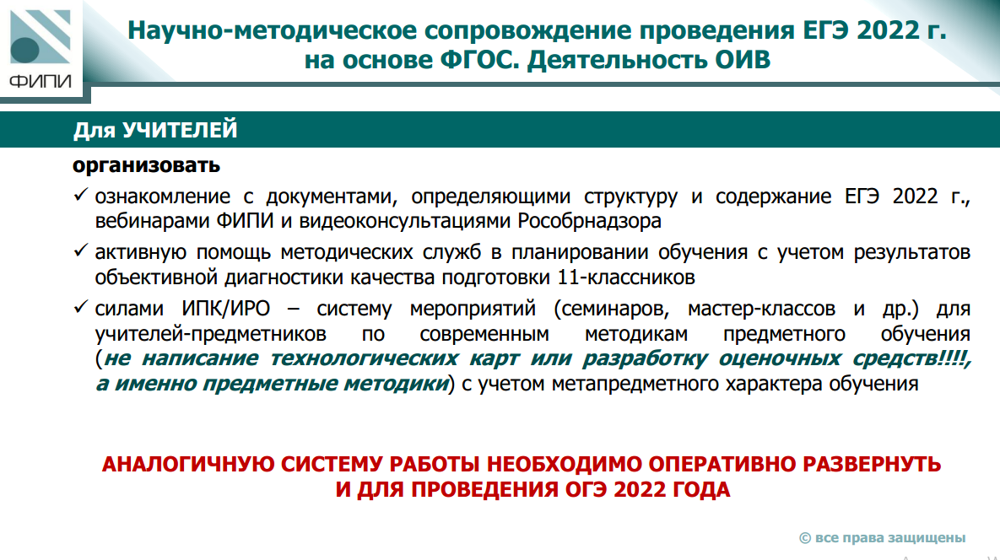 ФИПИ
Научно-методическое сопровождение проведения ЕГЭ 2022 г.
на основе ФГОС. Деятельность ОИВ
Для УЧИТЕЛЕЙ
организовать
✓ ознакомление с документами, определяющими структуру и содержание ЕГЭ 2022 г.,
вебинарами ФИПИ и видеоконсультациями Рособрнадзора
✓ активную помощь методических служб в планировании обучения с учетом результатов
объективной диагностики качества подготовки 11-классников
✓ силами ИПК/ИРО – систему мероприятий (семинаров, мастер-классов и др.) для
учителей-предметников по современным методикам предметного обучения
(не написание технологических карт или разработку оценочных средств!!!!,
а именно предметные методики) с учетом метапредметного характера обучения
АНАЛОГИЧНУЮ СИСТЕМУ РАБОТЫ НЕОБХОДИМО ОПЕРАТИВНО РАЗВЕРНУТЬ
И ДЛЯ ПРОВЕДЕНИЯ ОГЭ 2022 ГОДА
© все права защищены